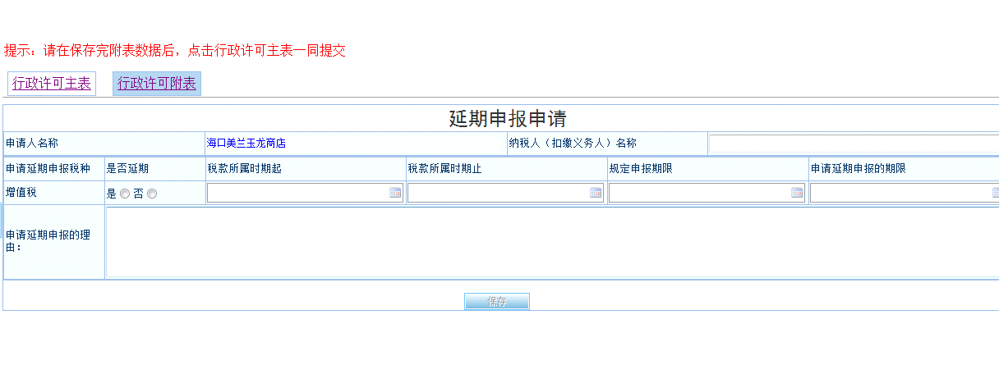 提示：请在保存完附表数据后，点击行政许可主表一同提交
行政许可主表 行政许可附表
延期申报申请
申请人名称 海口美兰玉龙商店 纳税人（扣缴义务人）名称
申请延期申报税种 是否延期 税款所属时期起 税款所属时期止 规定申报期限 申请延期申报的期限
增值税 是 否
申请延期申报的理
由：
保存